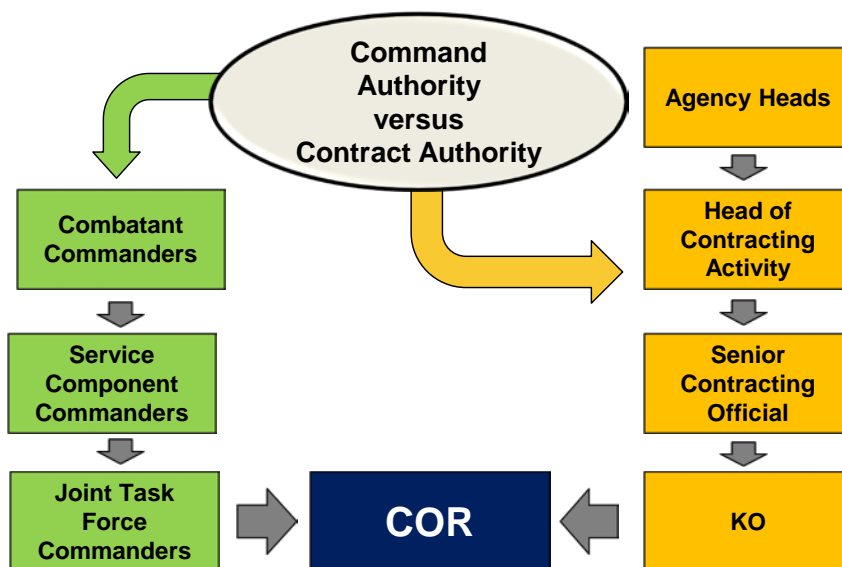 Command
Authority
versus
Contract Authority
Agency Heads
Combatant
Commanders
Head of
Contracting
Activity
Service
Component
Commanders
Senior
Contracting
Official
Joint Task
Force
Commanders
COR
KO